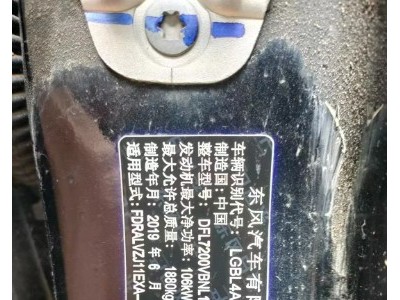 东风汽车有
车辆识别代号: LGBL4A
制造国: 中国
整车型号: DFL7200VBNL1
发动机最大净功率: 106kW
最大允许总质量: 1880kg
制造年月: 2019 年 6 月
适用型式: FDRALVZJ11EXA-